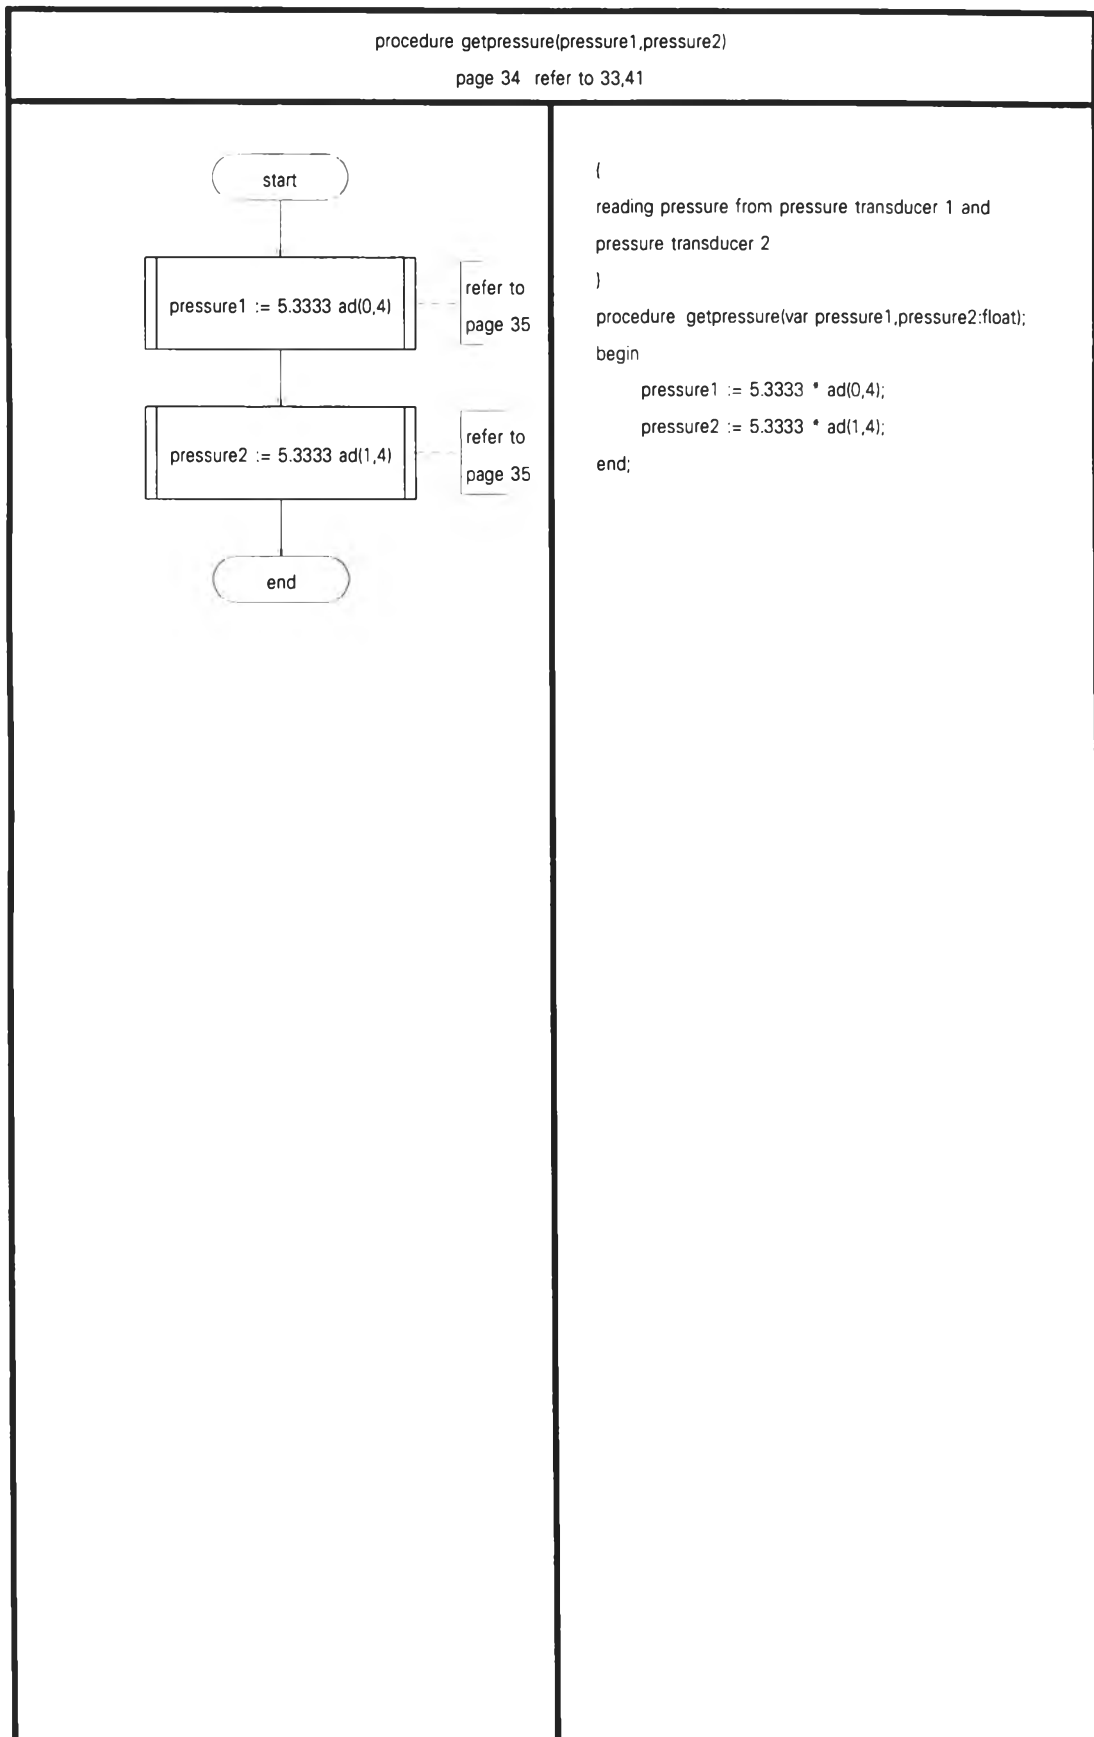 procedure getpressure(pressure1,pressure2)
page 34 refer to 33,41
start
pressure1 := 5.3333 ad(0,4)
refer to
page 35
pressure2 := 5.3333 ad(1,4)
refer to
page 35
end
{
reading pressure from pressure transducer 1 and
pressure transducer 2
}
procedure getpressure(var pressure1,pressure2:float);
begin
pressure1 := 5.3333 * ad(0,4);
pressure2 := 5.3333 * ad(1,4);
end;